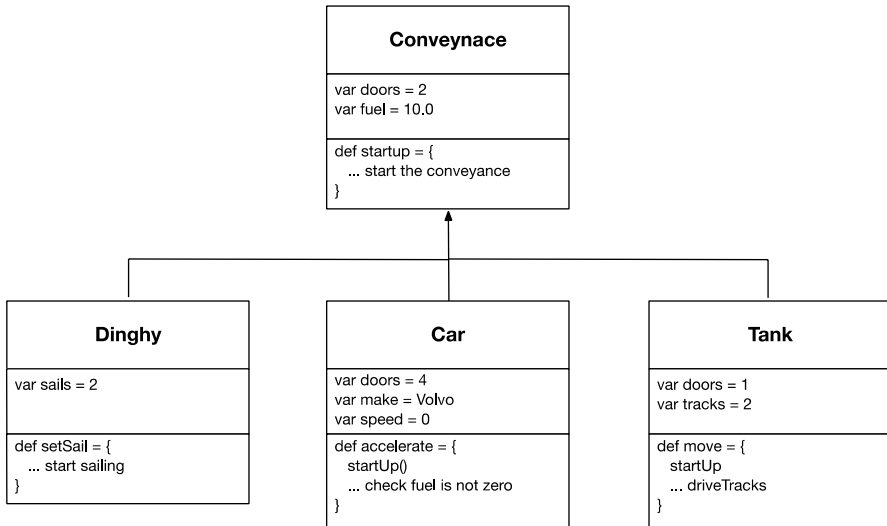 Conveynace
var doors = 2
var fuel = 10.0
def startup = {
... start the conveyance
}
Dinghy
var sails = 2
def setSail = {
... start sailing
}
Car
var doors = 4
var make = Volvo
var speed = 0
def accelerate = {
startUp()
... check fuel is not zero
}
Tank
var doors = 1
var tracks = 2
def move = {
startUp
... driveTracks
}